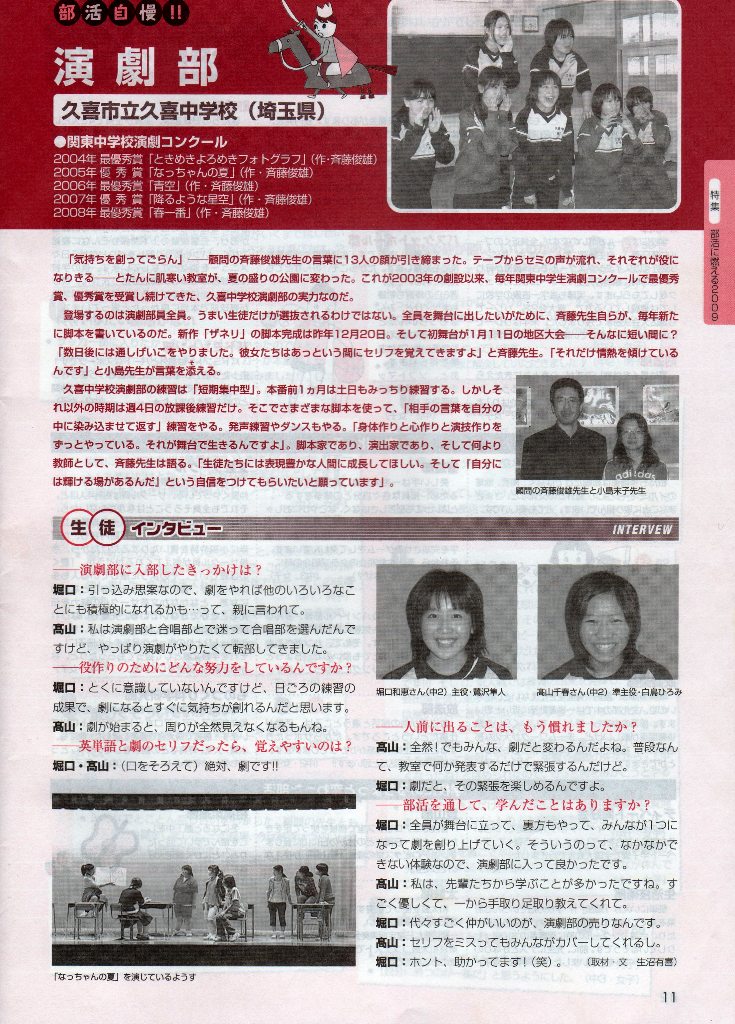 部活自慢!!
演劇部
久喜市立久喜中学校（埼玉県）
●関東中学校演劇コンクール
2004年 最優秀賞「ときめきよろめきフォトグラフ」（作・斉藤俊雄）
2005年 優 秀 賞「なっちゃんの夏」（作・斉藤俊雄）
2006年 最優秀賞「青空」（作・斉藤俊雄）
2007年 優 秀 賞「降るような星空」（作・斉藤俊雄）
2008年 最優秀賞「春一番」（作・斉藤俊雄）
特集 部活に燃える2009
「気持ちを創ってごらん」──顧問の斉藤俊雄先生の言葉に13人の顔が引き締まった。テープからセミの声が流れ、それぞれが役に
なりきる──とたんに肌寒い教室が、夏の盛りの公園に変わった。これが2003年の創設以来、毎年関東中学生演劇コンクールで最優秀
賞、優秀賞を受賞し続けてきた、久喜中学校演劇部の実力なのだ。
登場するのは演劇部員全員。うまい生徒だけが選抜されるわけではない。全員を舞台に出したいがために、斉藤先生自らが、毎年新た
に脚本を書いているのだ。新作「ザネリ」の脚本完成は昨年12月20日。そして初舞台が1月11日の地区大会──そんなに短い間に？
「数日後には通しげいこをやりました。彼女たちはあっという間にセリフを覚えてきますよ」と斉藤先生。「それだけ情熱を傾けている
んです」と小島先生が言葉を添える。
久喜中学校演劇部の練習は「短期集中型」。本番前1ヵ月は土日もみっちり練習する。しかしそ
れ以外の時期は週4日の放課後練習だけ。そこでさまざまな脚本を使って、「相手の言葉を自分の
中に染み込ませて返す」練習をやる。発声練習やダンスもやる。「身体作りと心作りと演技作りを
ずっとやっている。それが舞台で生きるんですよ」。脚本家であり、演出家であり、そして何より
教師として、斉藤先生は語る。「生徒たちには表現豊かな人間に成長してほしい。そして「自分に
は輝ける場があるんだ」という自信をつけてもらいたいと願っています」。
顧問の斉藤俊雄先生と小島末子先生
生徒インタビュー
INTERVEW
──演劇部に入部したきっかけは？
堀口：引っ込み思案なので、劇をやれば他のいろいろなこ
とにも積極的になれるかも…って、親に言われて。
高山：私は演劇部と合唱部とで迷って合唱部を選んだんで
すけど、やっぱり演劇がやりたくて転部してきました。
──役作りのためにどんな努力をしているんですか？
堀口：とくに意識していないんですけど、日ごろの練習の
成果で、劇になるとすぐに気持ちが創れるんだと思います。
高山：劇が始まると、周りが全然見えなくなるもんね。
──英単語と劇のセリフだったら、覚えやすいのは？
堀口・高山：（口をそろえて）絶対、劇です!!
「なっちゃんの夏」を演じているようす
堀口和恵さん（中2）主役・鷲沢隼人
高山千春さん（中2）準主役・白鳥ひろみ
──人前に出ることは、もう慣れましたか？
高山：全然！でもみんな、劇だと変わるんだよね。普段なん
て、教室で何か発表するだけで緊張するんだけど。
堀口：劇だと、その緊張を楽しめるんですよ。
──部活を通して、学んだことはありますか？
堀口：全員が舞台に立って、裏方もやって、みんなが1つに
なって劇を創り上げていく。そういうのって、なかなかで
きない体験なので、演劇部に入って良かったです。
高山：私は、先輩たちから学ぶことが多かったですね。す
ごく優しくて、一から手取り足取り教えてくれて。
堀口：代々すごく仲がいいのが、演劇部の売りなんです。
高山：セリフをミスってもみんながカバーしてくれるし。
堀口：ホント、助かってます！（笑）。 （取材・文 生沼有喜）
11